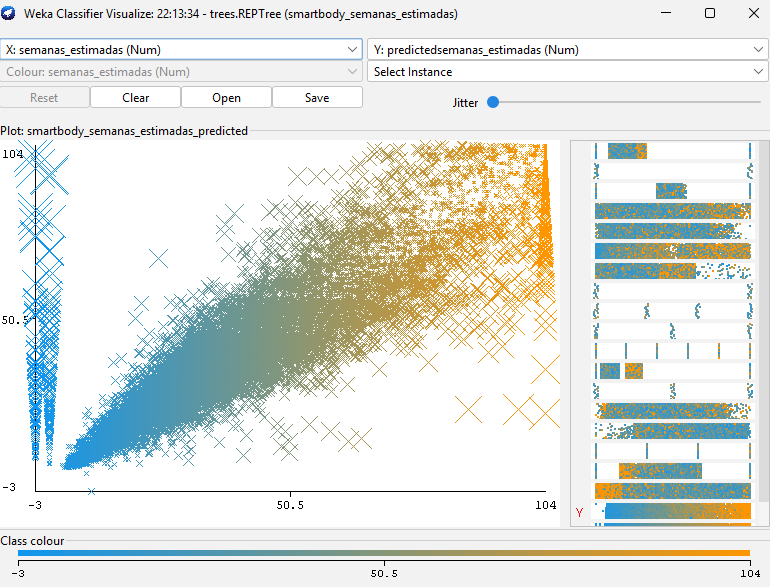 Weka Classifier Visualize: 22:13:34 - trees.REPTree (smartbody_semanas_estimadas)
X: semanas_estimadas (Num)
Y: predictedsemanas_estimadas (Num)
Colour: semanas_estimadas (Num)
Select Instance
Reset
Clear
Open
Save
Jitter
Plot: smartbody_semanas_estimadas_predicted
104
50.5
-3
-3
50.5
104
Y
Class colour
-3
50.5
104